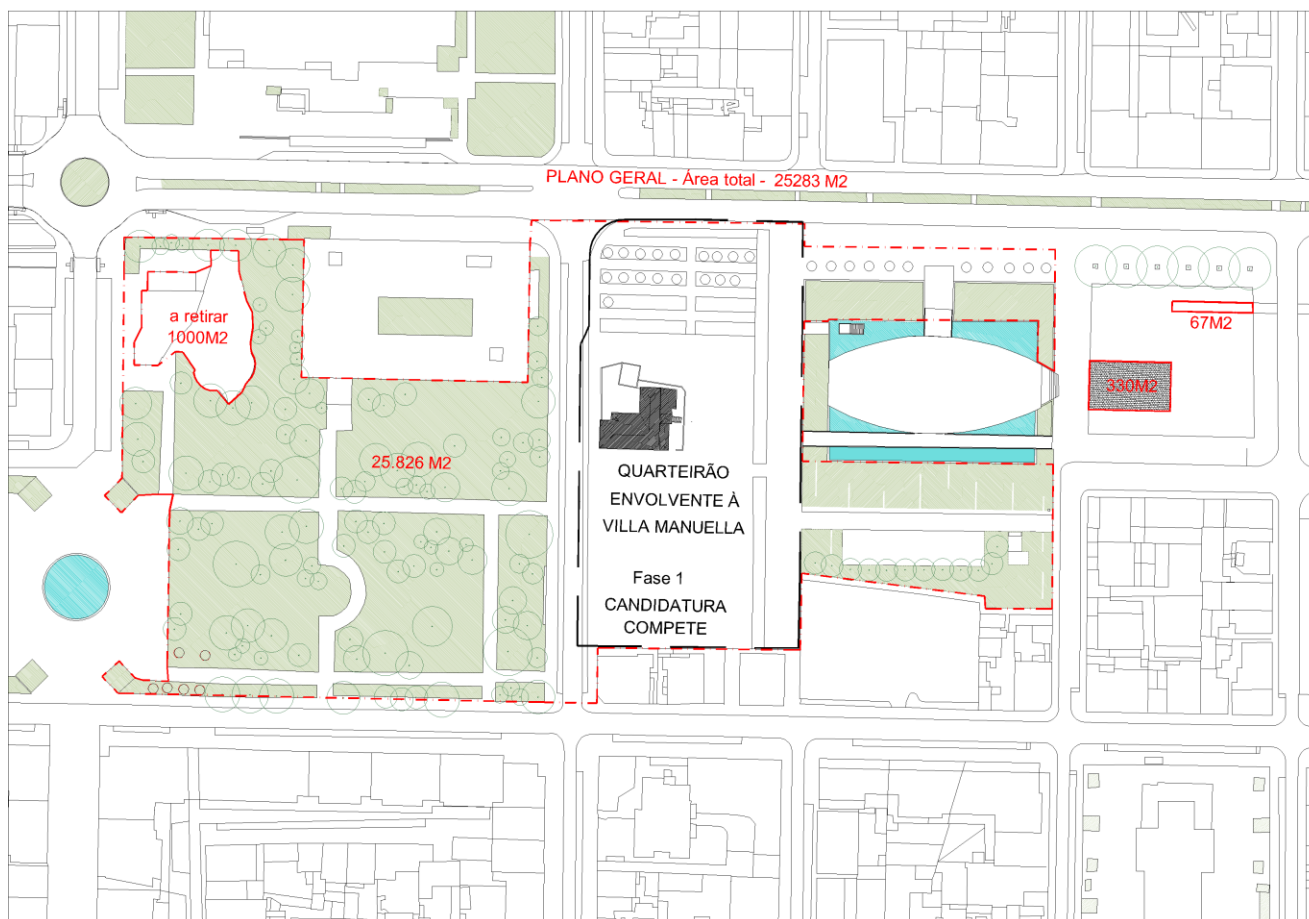 PLANO GERAL - Área total - 25283 M2
a retirar
1000M2
67M2
330M2
25.826 M2
QUARTEIRÃO
ENVOLVENTE À
VILLA MANUELLA
Fase 1
CANDIDATURA
COMPETE